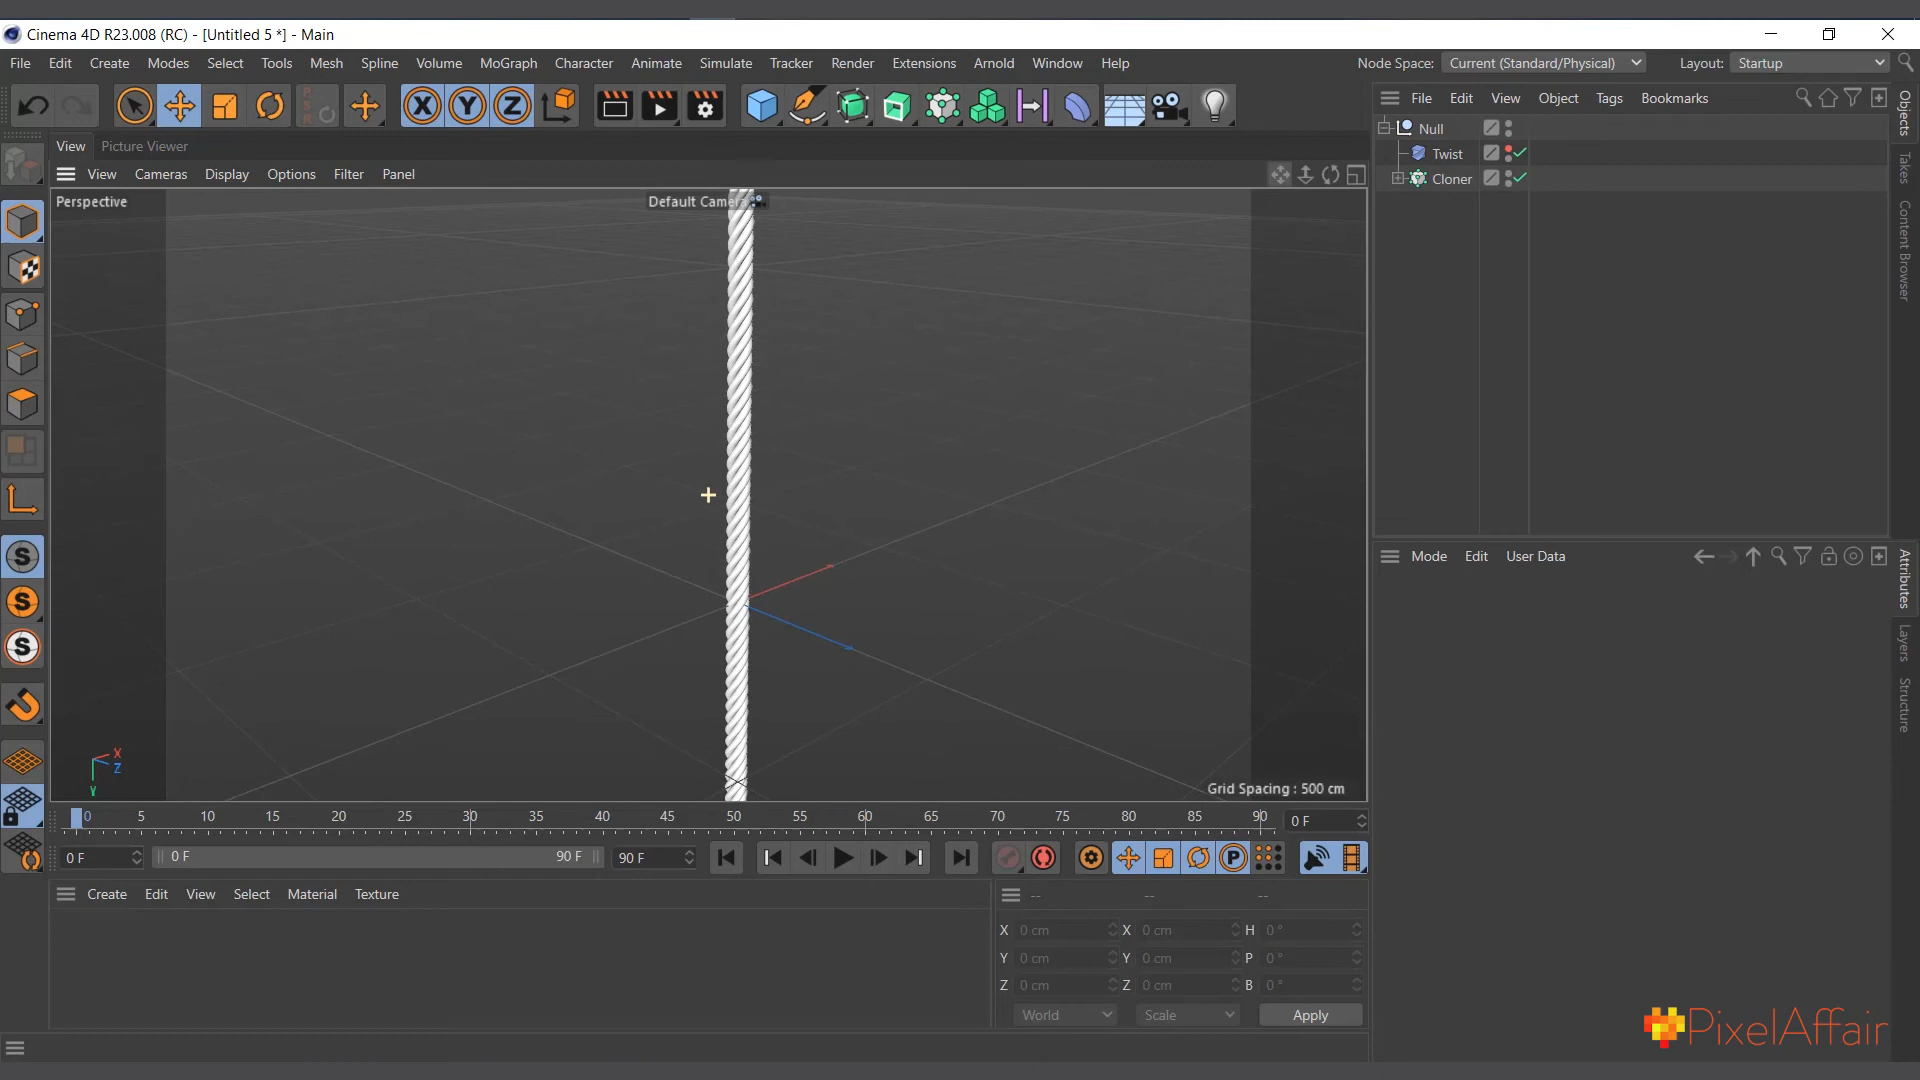 Cinema 4D R23.008 (RC) - [Untitled 5 *] - Main
File Edit Create Modes Select Tools Mesh Spline Volume MoGraph Character Animate Simulate Tracker Render Extensions Arnold Window Help Node Space: Current (Standard/Physical) Layout: Startup
X Y Z
File Edit View Object Tags Bookmarks
Objects
Takes
Content Browser
Null
Twist
Cloner
View Picture Viewer
View Cameras Display Options Filter Panel
Perspective
Default Camera
S
S
S
X
Z
Y
Grid Spacing : 500 cm
Mode Edit User Data
Attributes
Layers
Structure
0 5 10 15 20 25 30 35 40 45 50 55 60 65 70 75 80 85 90 0 F
0 F 0 F 90 F 90 F P
Create Edit View Select Material Texture
-- -- --
X 0 cm X 0 cm H 0 °
Y 0 cm Y 0 cm P 0 °
Z 0 cm Z 0 cm B 0 °
World Scale Apply
PixelAffair